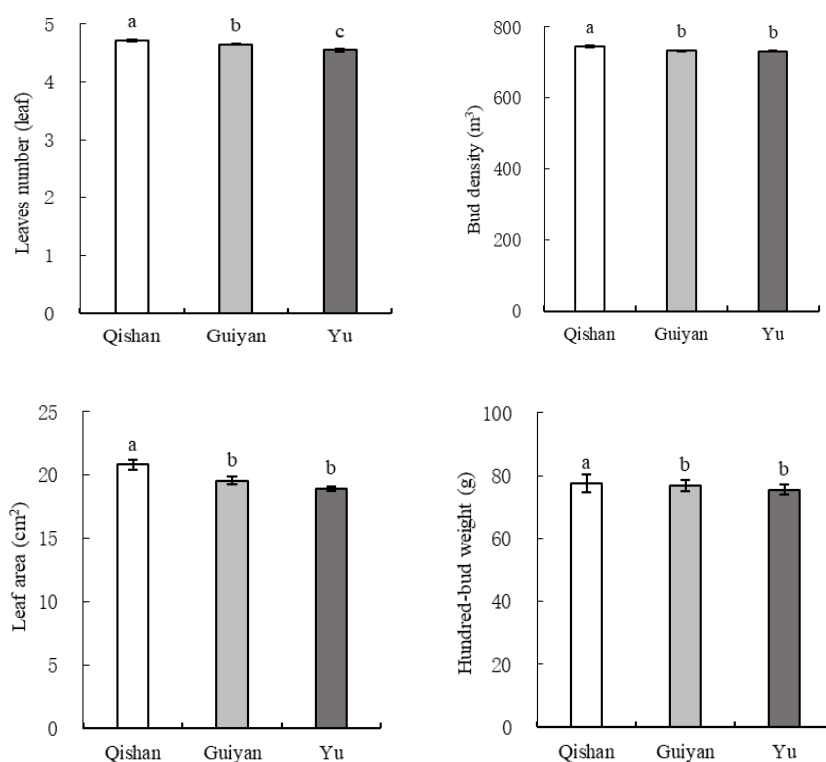 Leaves number (leaf)
5
4
3
2
1
0
a
b
c
Qishan
Guiyan
Yu
Bud density (m³)
800
600
400
200
0
a
b
b
Qishan
Guiyan
Yu
Leaf area (cm²)
25
20
15
10
5
0
a
b
b
Qishan
Guiyan
Yu
Hundred-bud weight (g)
100
80
60
40
20
0
a
b
b
Qishan
Guiyan
Yu